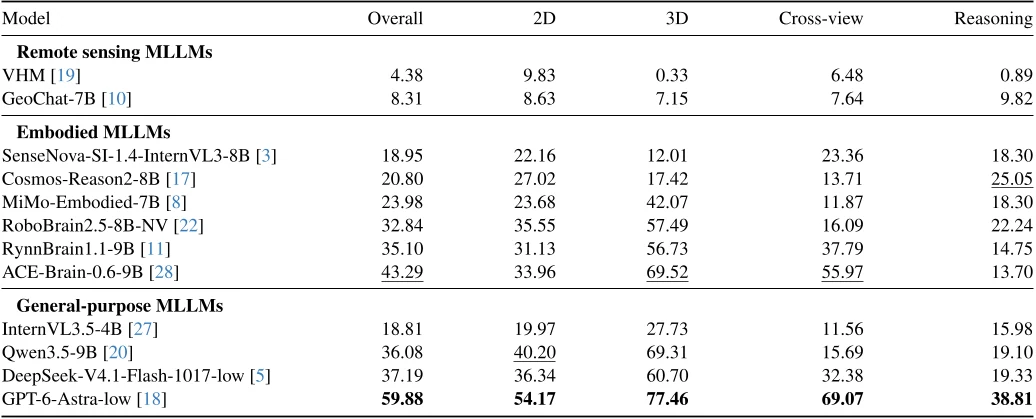 Model Overall 2D 3D Cross-view Reasoning
Remote sensing MLLMs
VHM [19] 4.38 9.83 0.33 6.48 0.89
GeoChat-7B [10] 8.31 8.63 7.15 7.64 9.82
Embodied MLLMs
SenseNova-SI-1.4-InternVL3-8B [3] 18.95 22.16 12.01 23.36 18.30
Cosmos-Reason2-8B [17] 20.80 27.02 17.42 13.71 25.05
MiMo-Embodied-7B [8] 23.98 23.68 42.07 11.87 18.30
RoboBrain2.5-8B-NV [22] 32.84 35.55 57.49 16.09 22.24
RynnBrain1.1-9B [11] 35.10 31.13 56.73 37.79 14.75
ACE-Brain-0.6-9B [28] 43.29 33.96 69.52 55.97 13.70
General-purpose MLLMs
InternVL3.5-4B [27] 18.81 19.97 27.73 11.56 15.98
Qwen3.5-9B [20] 36.08 40.20 69.31 15.69 19.10
DeepSeek-V4.1-Flash-1017-low [5] 37.19 36.34 60.70 32.38 19.33
GPT-6-Astra-low [18] 59.88 54.17 77.46 69.07 38.81